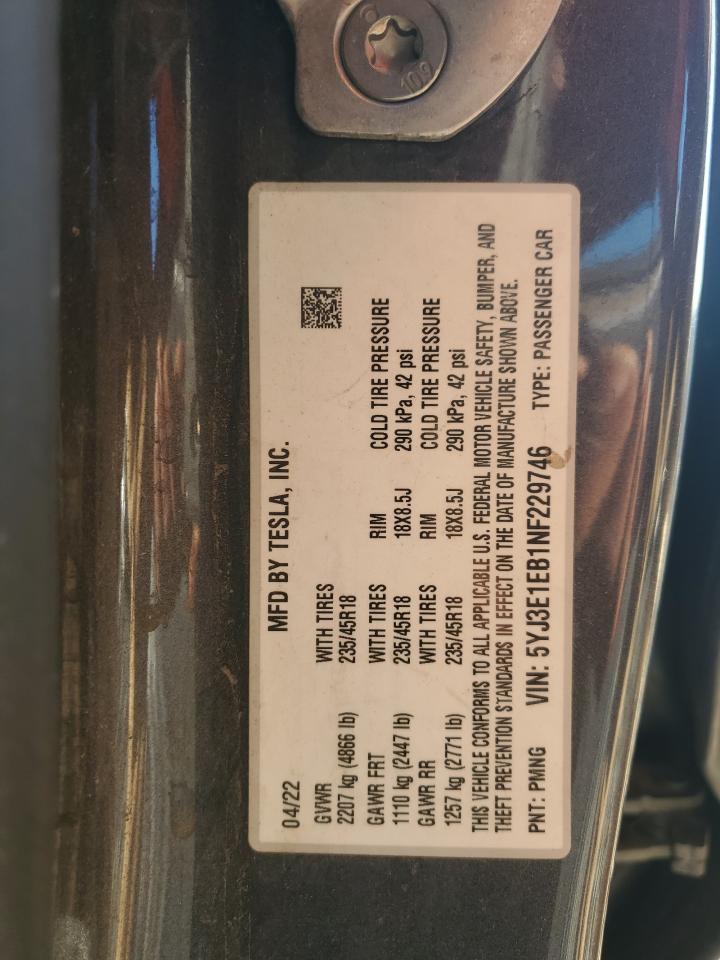 109
MFD BY TESLA, INC.
04/22
GVWR WITH TIRES
2207 kg (4866 lb) 235/45R18
GAWR FRT WITH TIRES RIM COLD TIRE PRESSURE
1110 kg (2447 lb) 235/45R18 18X8.5J 290 kPa, 42 psi
GAWR RR WITH TIRES RIM COLD TIRE PRESSURE
1257 kg (2771 lb) 235/45R18 18X8.5J 290 kPa, 42 psi
THIS VEHICLE CONFORMS TO ALL APPLICABLE U.S. FEDERAL MOTOR VEHICLE SAFETY, BUMPER, AND
THEFT PREVENTION STANDARDS IN EFFECT ON THE DATE OF MANUFACTURE SHOWN ABOVE.
PNT: PMNG VIN: 5YJ3E1EB1NF229746 TYPE: PASSENGER CAR